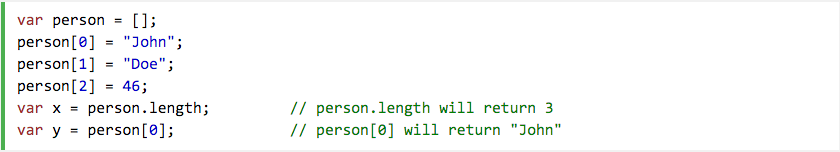 var person = [];
person[0] = "John";
person[1] = "Doe";
person[2] = 46;
var x = person.length;         // person.length will return 3
var y = person[0];             // person[0] will return "John"